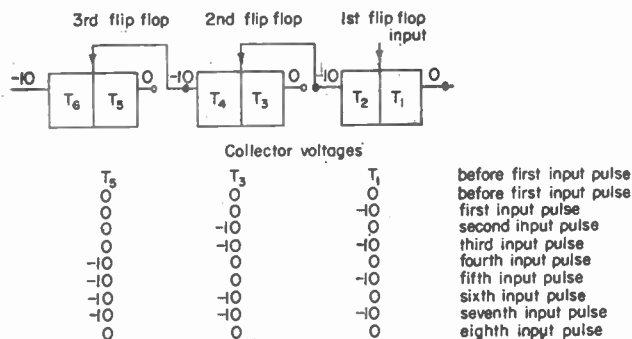 3rd flip flop 2nd flip flop 1st flip flop
input
-10 0 -10 0 -10 0
T6 T5 T4 T3 T2 T1
Collector voltages
T5 T3 T1 before first input pulse
0 0 0 before first input pulse
0 0 -10 first input pulse
0 -10 0 second input pulse
0 -10 -10 third input pulse
-10 0 0 fourth input pulse
-10 0 -10 fifth input pulse
-10 -10 0 sixth input pulse
-10 -10 -10 seventh input pulse
0 0 0 eighth input pulse